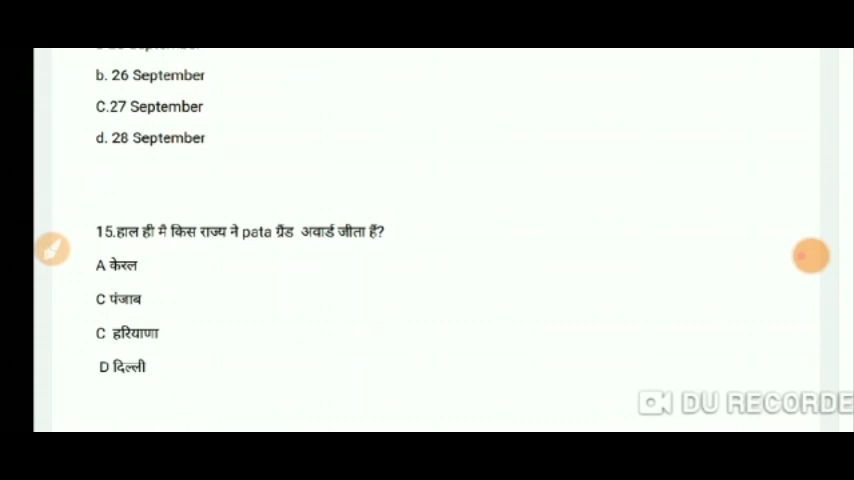 b. 26 September
C.27 September
d. 28 September
15.हाल ही मै किस राज्य ने pata ग्रैंड अवार्ड जीता हैं?
A केरल
C पंजाब
C हरियाणा
D दिल्ली
DU RECORDE